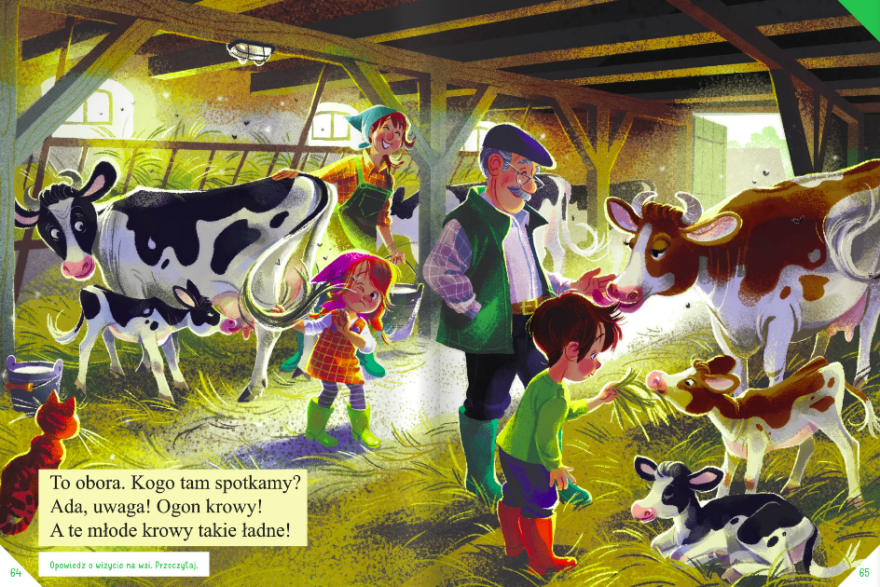 To obora. Kogo tam spotkamy?
Ada, uwaga! Ogon krowy!
A te młode krowy takie ładne!
Opowiedz o wizycie na wsi. Przeczytaj.
64
65